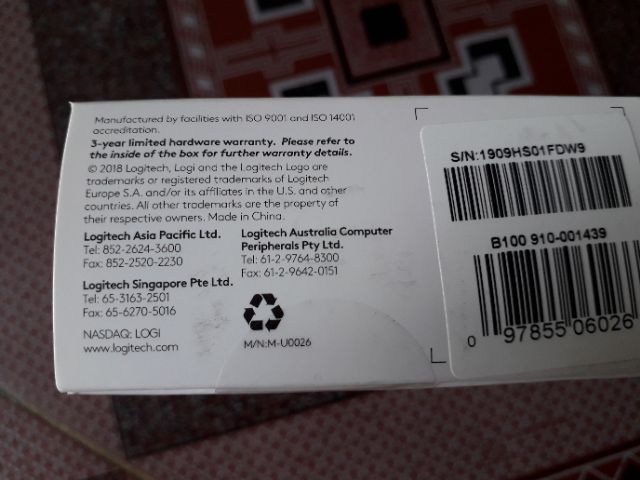 Manufactured by facilities with ISO 9001 and ISO 14001
accreditation.
3-year limited hardware warranty. Please refer to
the inside of the box for further warranty details.
© 2018 Logitech, Logi and the Logitech Logo are
trademarks or registered trademarks of Logitech
Europe S.A. and/or its affiliates in the U.S. and other
countries. All other trademarks are the property of
their respective owners. Made in China.
Logitech Asia Pacific Ltd.
Tel: 852-2624-3600
Fax: 852-2520-2230
Logitech Singapore Pte Ltd.
Tel: 65-3163-2501
Fax: 65-6270-5016
NASDAQ: LOGI
www.logitech.com
Logitech Australia Computer
Peripherals Pty Ltd.
Tel: 61-2-9764-8300
Fax: 61-2-9642-0151
M/N:M-U0026
S/N:1909HS01FDW9
B100 910-001439
0 97855 06026